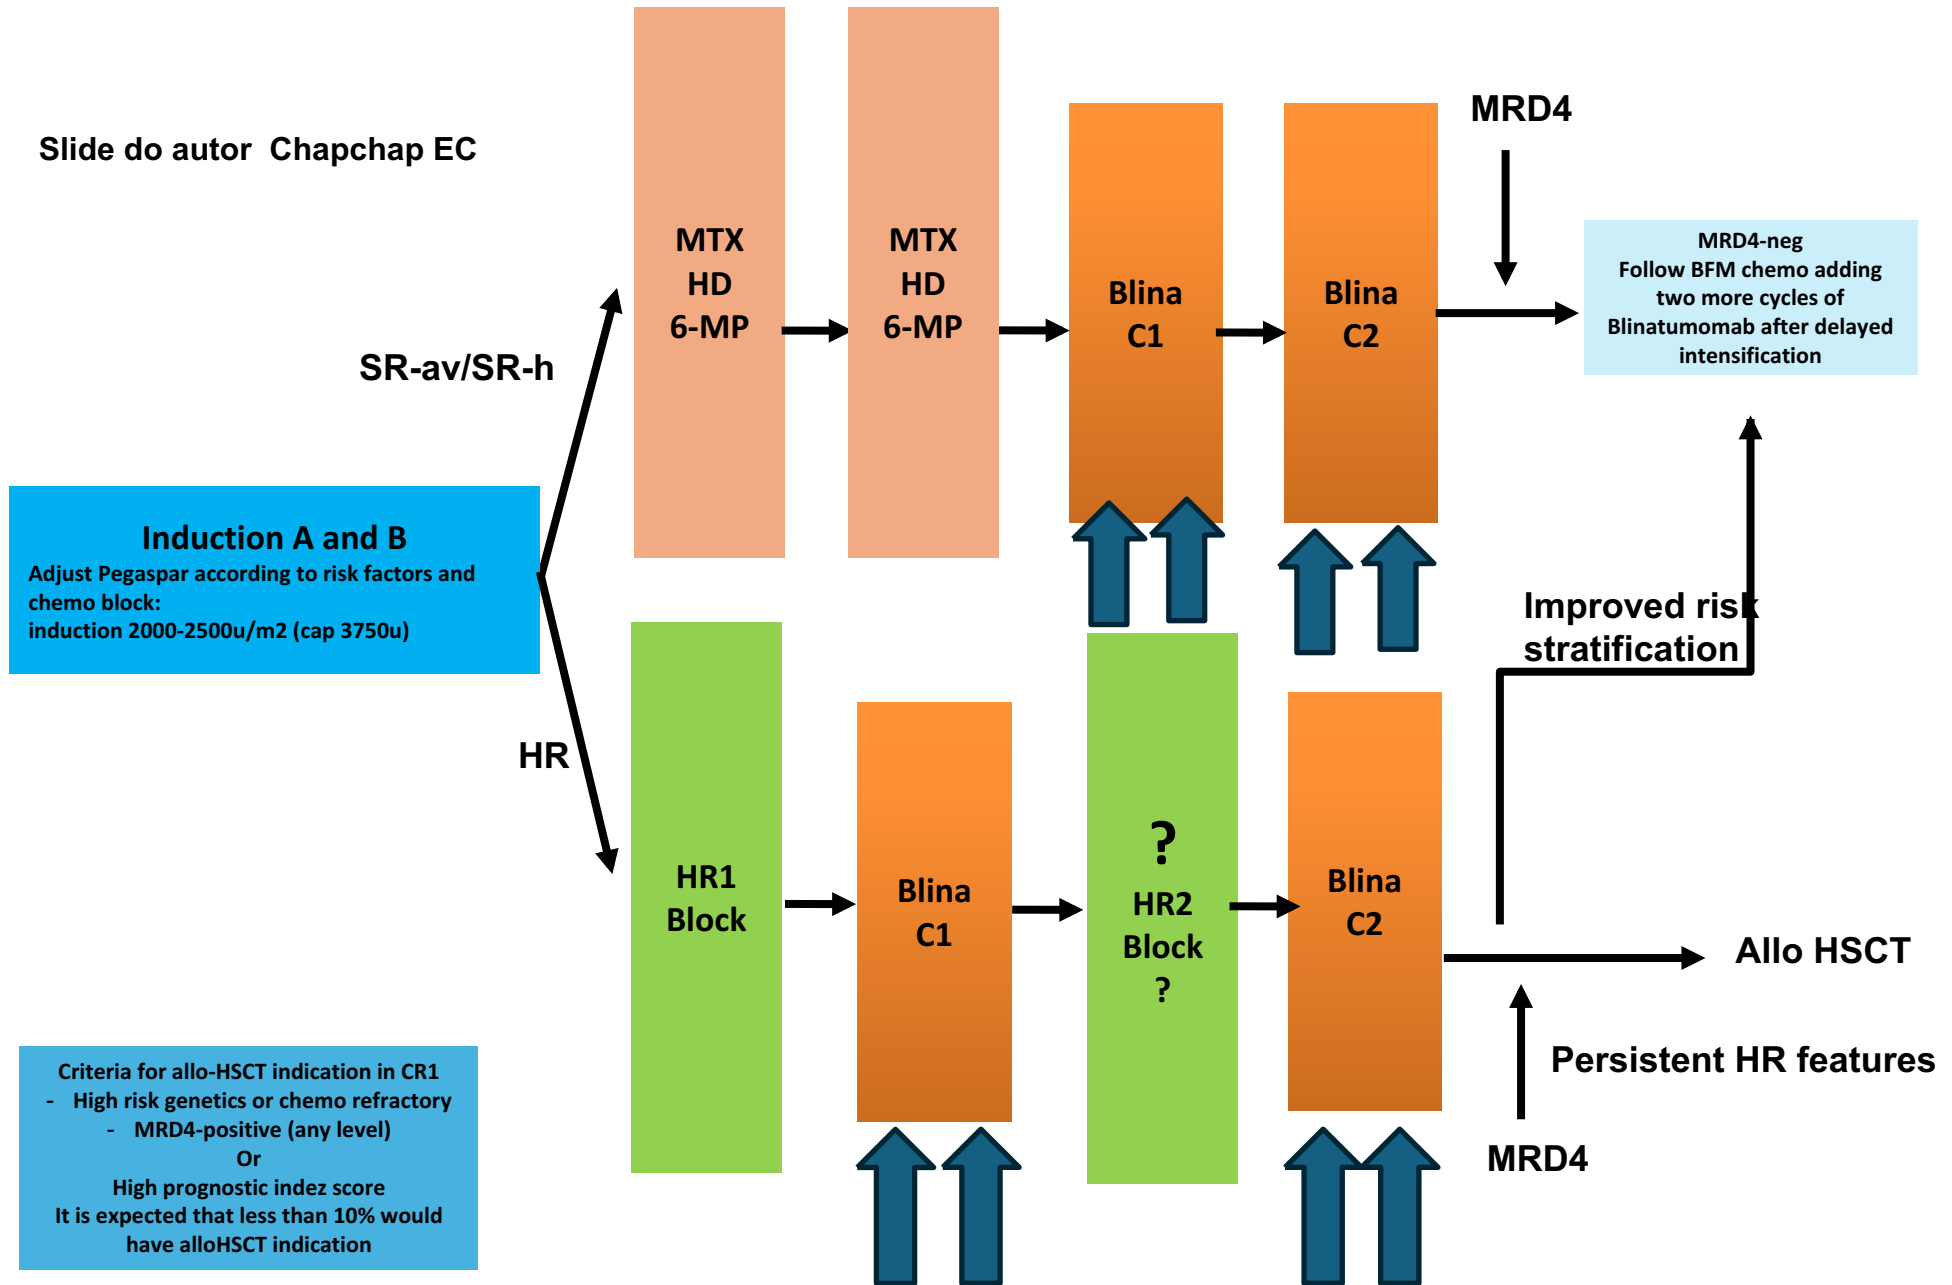 Slide do autor  Chapchap EC
MTX
HD
6-MP
MTX
HD
6-MP
Blina
C1
Blina
C2
MRD4
MRD4-neg
Follow BFM chemo adding
two more cycles of
Blinatumomab after delayed
intensification
SR-av/SR-h
Induction A and B
Adjust Pegaspar according to risk factors and
chemo block:
induction 2000-2500u/m2 (cap 3750u)
Improved risk
stratification
HR
HR1
Block
Blina
C1
?
HR2
Block
?
Blina
C2
Allo HSCT
Persistent HR features
MRD4
Criteria for allo-HSCT indication in CR1
- High risk genetics or chemo refractory
- MRD4-positive (any level)
Or
High prognostic indez score
It is expected that less than 10% would
have alloHSCT indication